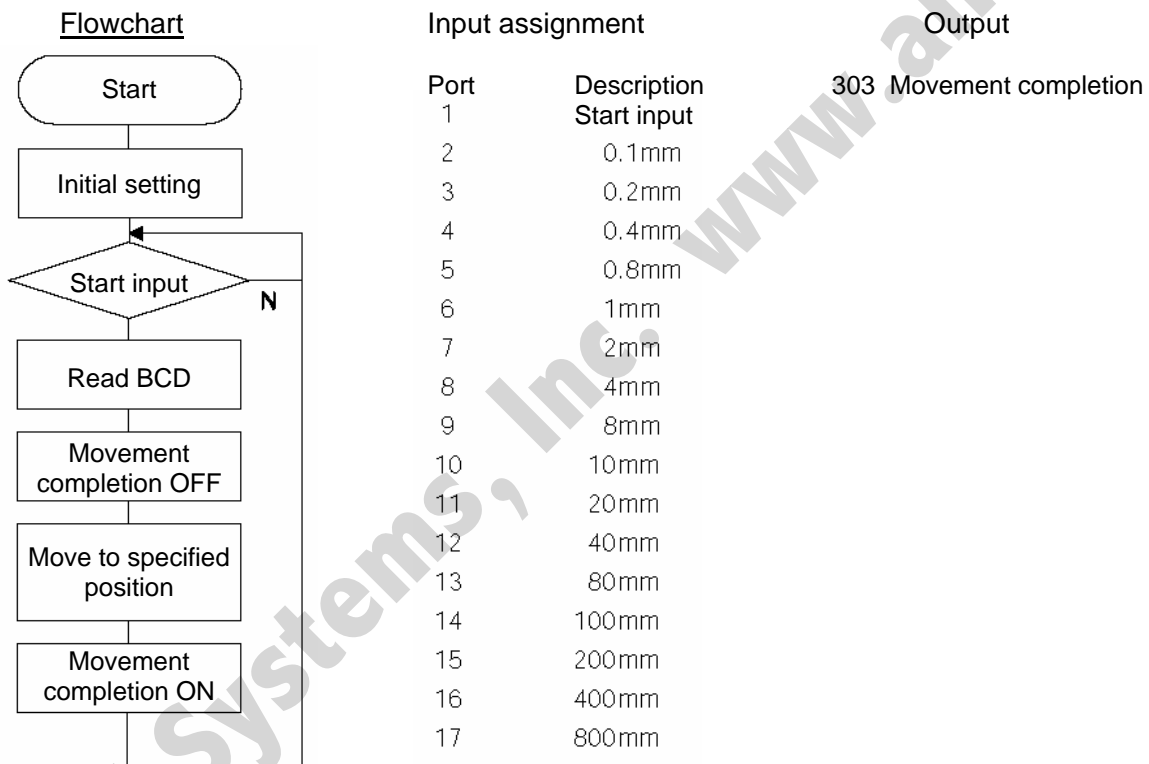 Flowchart
Start
Initial setting
Start input
N
Read BCD
Movement
completion OFF
Move to specified
position
Movement
completion ON
Input assignment
Port Description
1 Start input
2 0.1mm
3 0.2mm
4 0.4mm
5 0.8mm
6 1mm
7 2mm
8 4mm
9 8mm
10 10mm
11 20mm
12 40mm
13 80mm
14 100mm
15 200mm
16 400mm
17 800mm
Output
303 Movement completion
Systems, Inc.